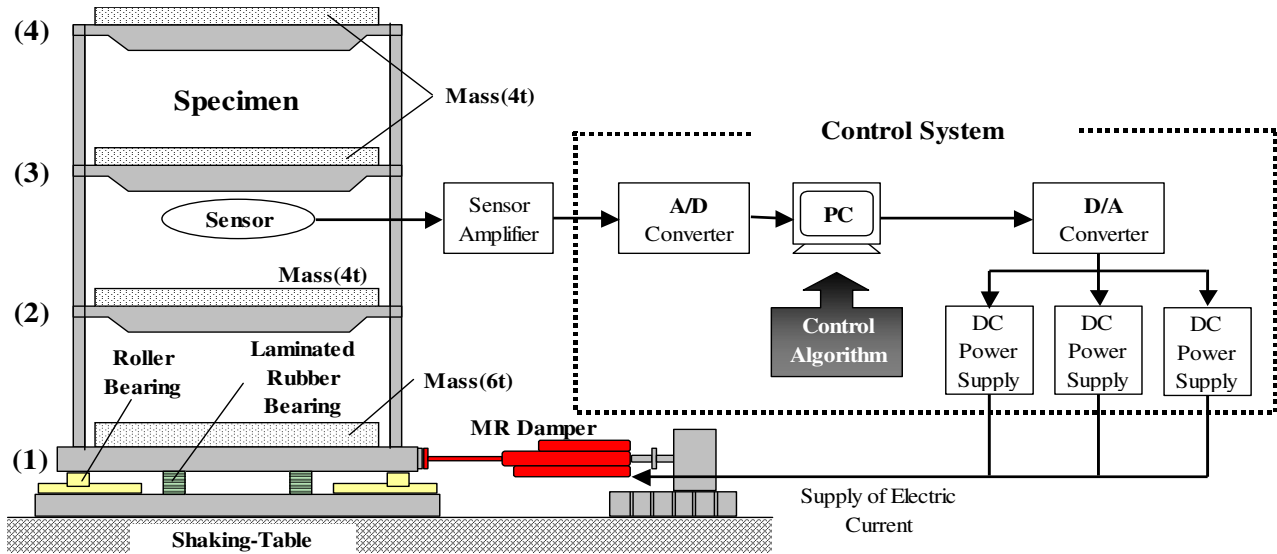 (4)
Specimen
Mass(4t)
(3)
Sensor
Sensor
Amplifier
Control System
A/D
Converter
PC
D/A
Converter
Control
Algorithm
DC
Power
Supply
DC
Power
Supply
DC
Power
Supply
Mass(4t)
(2)
Roller
Bearing
Laminated
Rubber
Bearing
Mass(6t)
MR Damper
(1)
Supply of Electric
Current
Shaking-Table